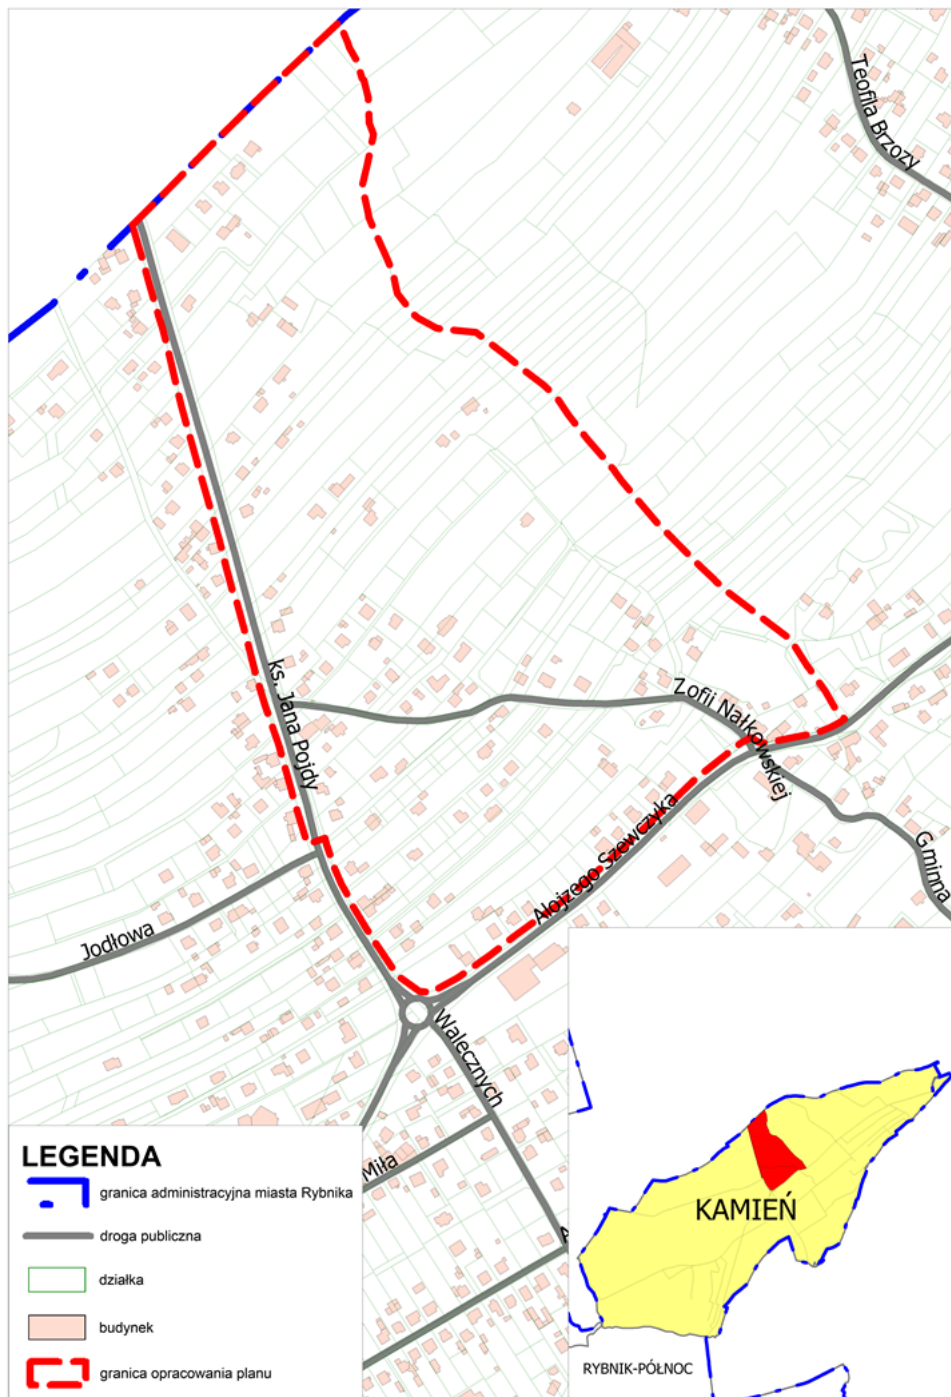 Teofila Brzozy
ks. Jana Pojdy
Zofii Nałkowskiej
Alojzego Szewczyka
Gminna
Jodłowa
Walecznych
Miła
LEGENDA
granica administracyjna miasta Rybnika
droga publiczna
działka
budynek
granica opracowania planu
KAMIEŃ
RYBNIK-PÓŁNOC